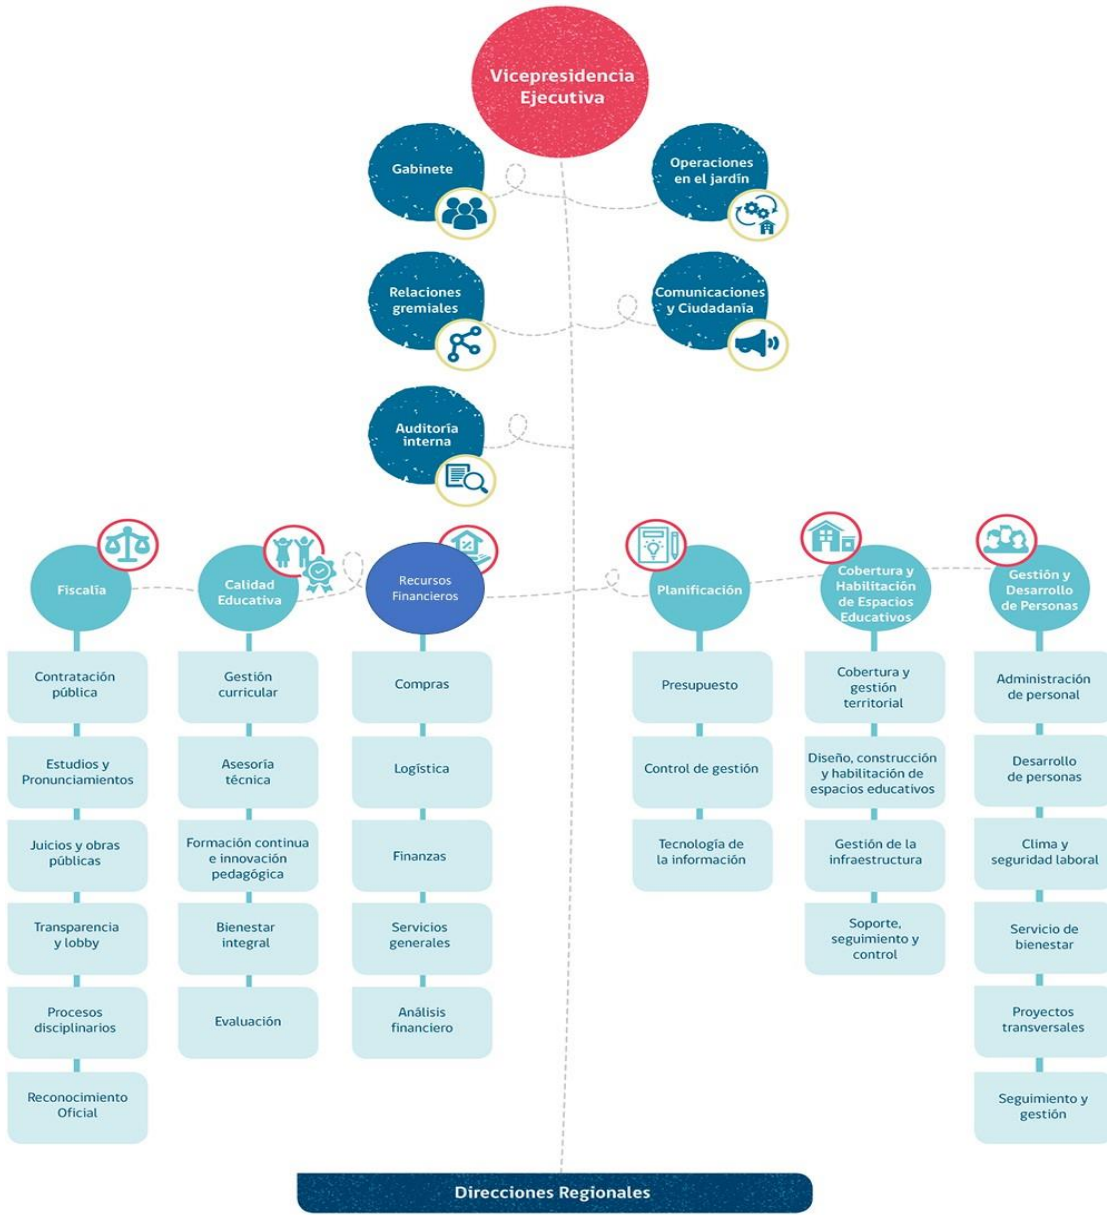 Vicepresidencia
Ejecutiva
Gabinete
Operaciones
en el jardín
Relaciones
gremiales
Comunicaciones
y Ciudadanía
Auditoría
interna
Fiscalía
Contratación
pública
Estudios y
Pronunciamientos
Juicios y obras
públicas
Transparencia
y lobby
Procesos
disciplinarios
Reconocimiento
Oficial
Calidad
Educativa
Gestión
curricular
Asesoría
técnica
Formación continua
e innovación
pedagógica
Bienestar
integral
Evaluación
Recursos
Financieros
Compras
Logística
Finanzas
Servicios
generales
Análisis
financiero
Planificación
Presupuesto
Control de gestión
Tecnología de
la información
Cobertura y
Habilitación
de Espacios
Educativos
Cobertura y
gestión
territorial
Diseño, construcción
y habilitación de
espacios educativos
Gestión de la
infraestructura
Soporte,
seguimiento y
control
Gestión y
Desarrollo
de Personas
Administración
de personal
Desarrollo
de personas
Clima y
seguridad laboral
Servicio de
bienestar
Proyectos
transversales
Seguimiento y
gestión
Direcciones Regionales